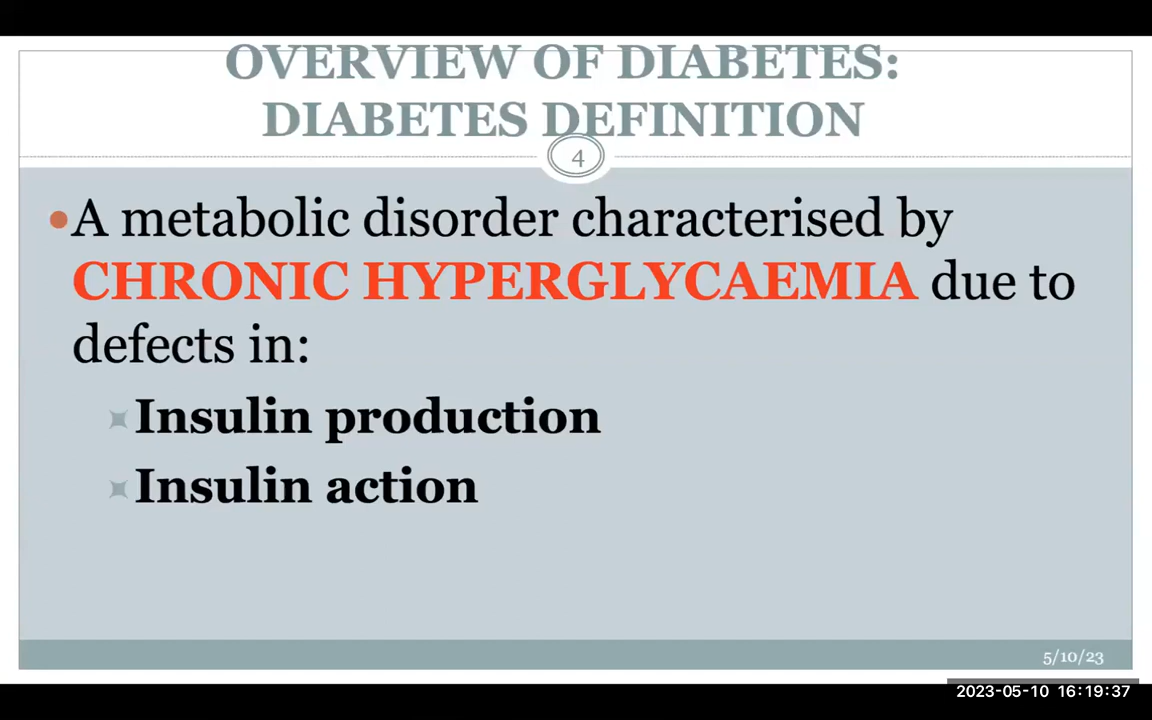 OVERVIEW OF DIABETES:
DIABETES DEFINITION
4
•A metabolic disorder characterised by
CHRONIC HYPERGLYCAEMIA due to
defects in:
Insulin production
Insulin action
5/10/23
2023-05-10 16:19:37